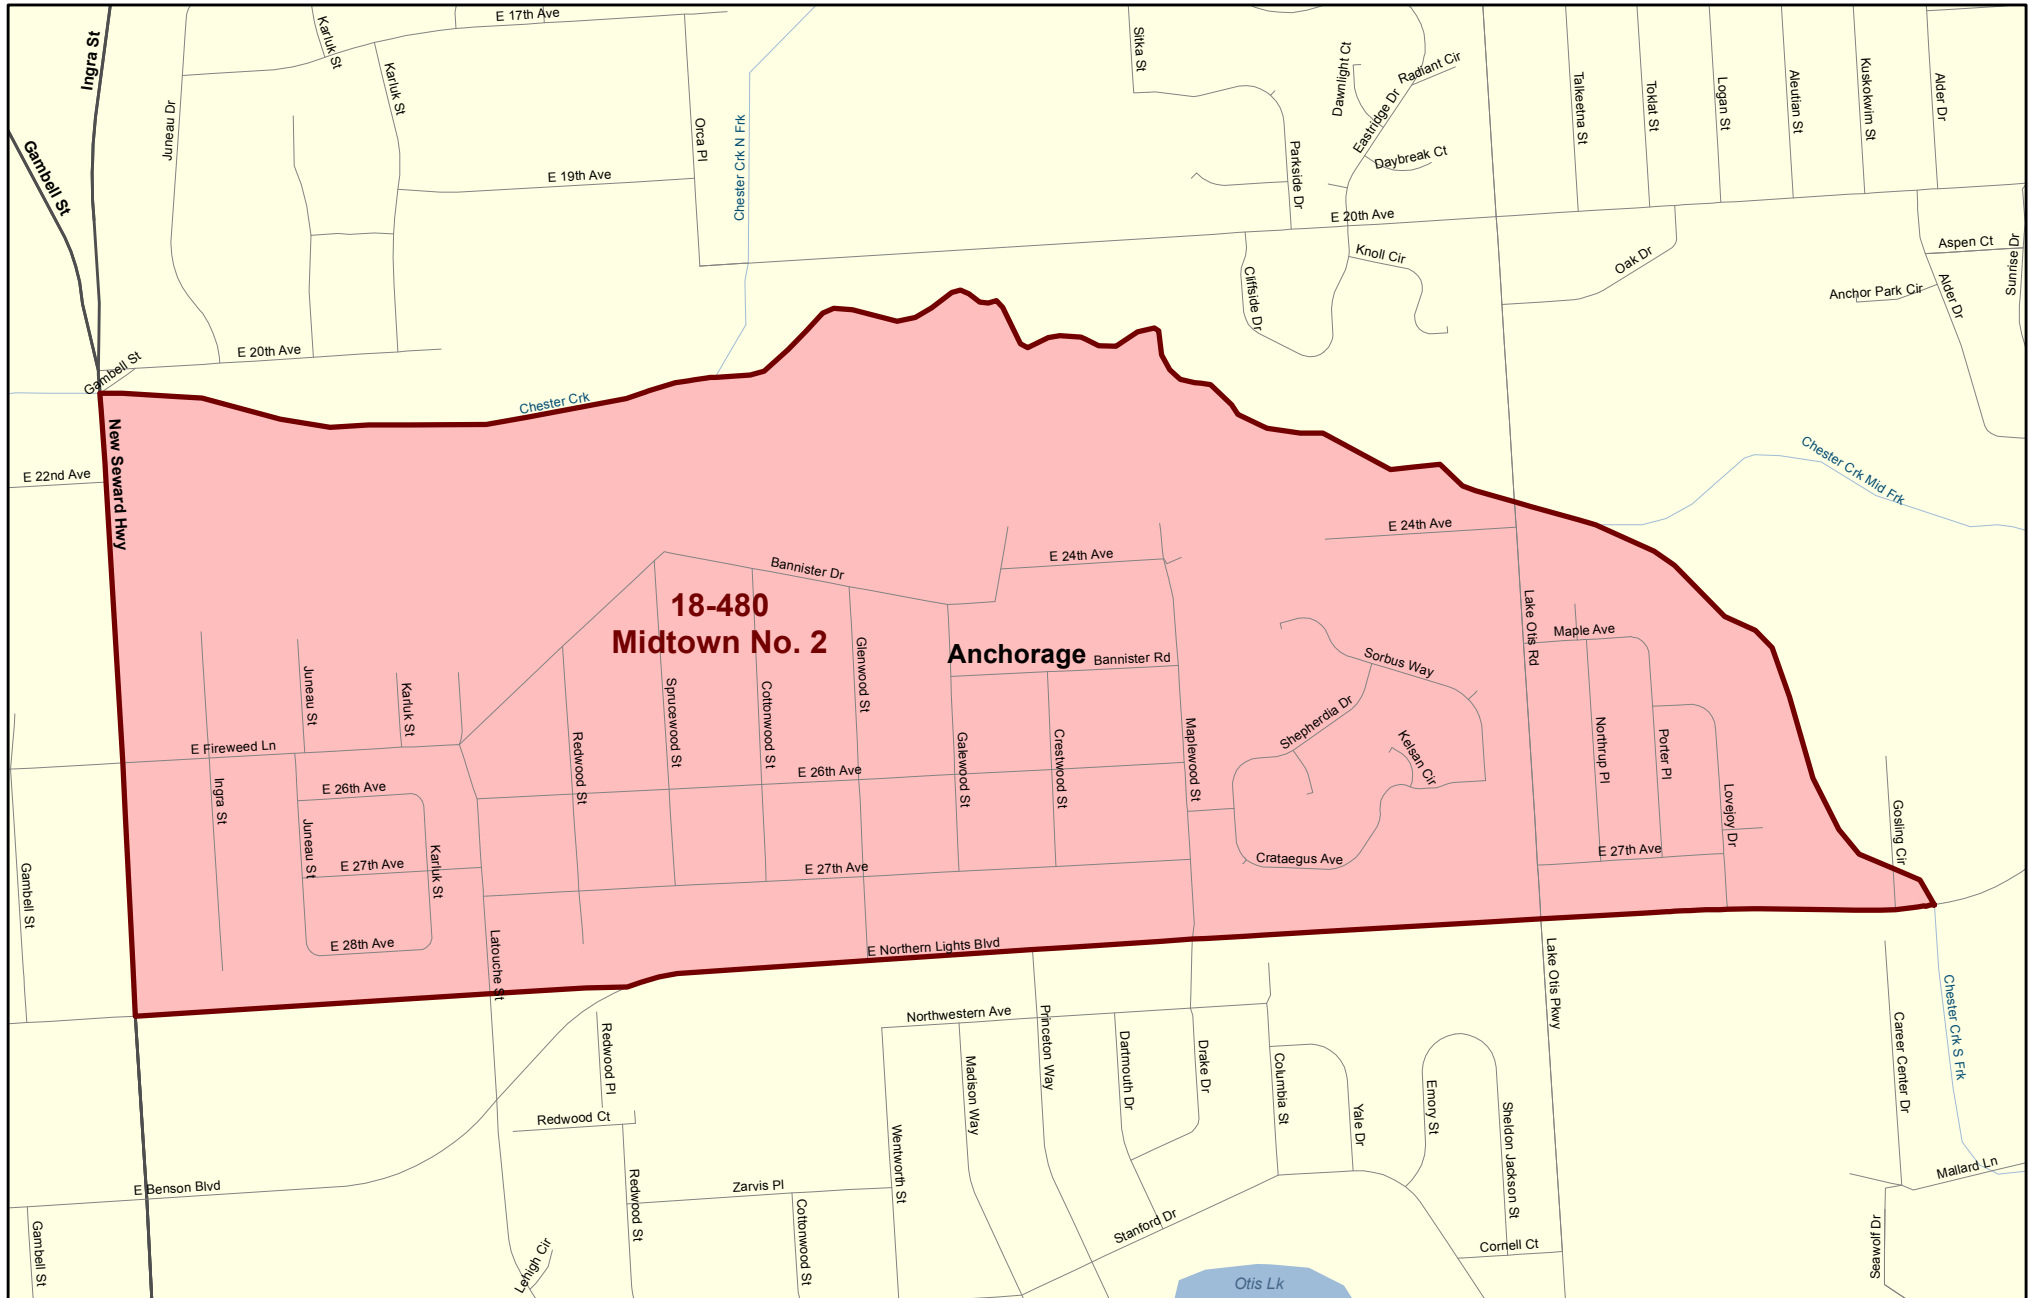 E 17th Ave
Ingra St
Karluk St
Karluk St
Juneau Dr
Gambell St
Orca Pl
Chester Crk N Frk
E 19th Ave
Sitka St
Dawnlight Ct
Radiant Cir
Eastridge Dr
Daybreak Ct
Parkside Dr
E 20th Ave
Talkeetna St
Toklat St
Logan St
Aleutian St
Kuskokwim St
Alder Dr
Knoll Cir
Cliffside Dr
Oak Dr
Aspen Ct
Sunrise Dr
Anchor Park Cir
Alder Dr
E 20th Ave
Gambell St
Chester Crk
New Seward Hwy
E 22nd Ave
Chester Crk Mid Frk
E 24th Ave
E 24th Ave
Bannister Dr
18-480
Midtown No. 2
Anchorage
Bannister Rd
Lake Otis Rd
Maple Ave
Sorbus Way
Shepherdia Dr
Kelsan Cir
Glenwood St
Juneau St
Karluk St
Sprucewood St
Cottonwood St
Redwood St
Galewood St
Crestwood St
Maplewood St
Northrup Pl
Porter Pl
Lovejoy Dr
Gosling Cir
E Fireweed Ln
Ingra St
E 26th Ave
E 26th Ave
Juneau St
Karluk St
E 27th Ave
E 27th Ave
Crataegus Ave
E 27th Ave
Gambell St
E 28th Ave
Latouche St
E Northern Lights Blvd
Lake Otis Pkwy
Chester Crk S Frk
Career Center Dr
Northwestern Ave
Redwood Pl
Princeton Way
Madison Way
Dartmouth Dr
Drake Dr
Columbia St
Yale Dr
Emory St
Sheldon Jackson St
Redwood Ct
Wentworth St
Mallard Ln
E Benson Blvd
Zarvis Pl
Redwood St
Cottonwood St
Stanford Dr
Cornell Ct
Seawolf Dr
Gambell St
Lehigh Cir
Otis Lk